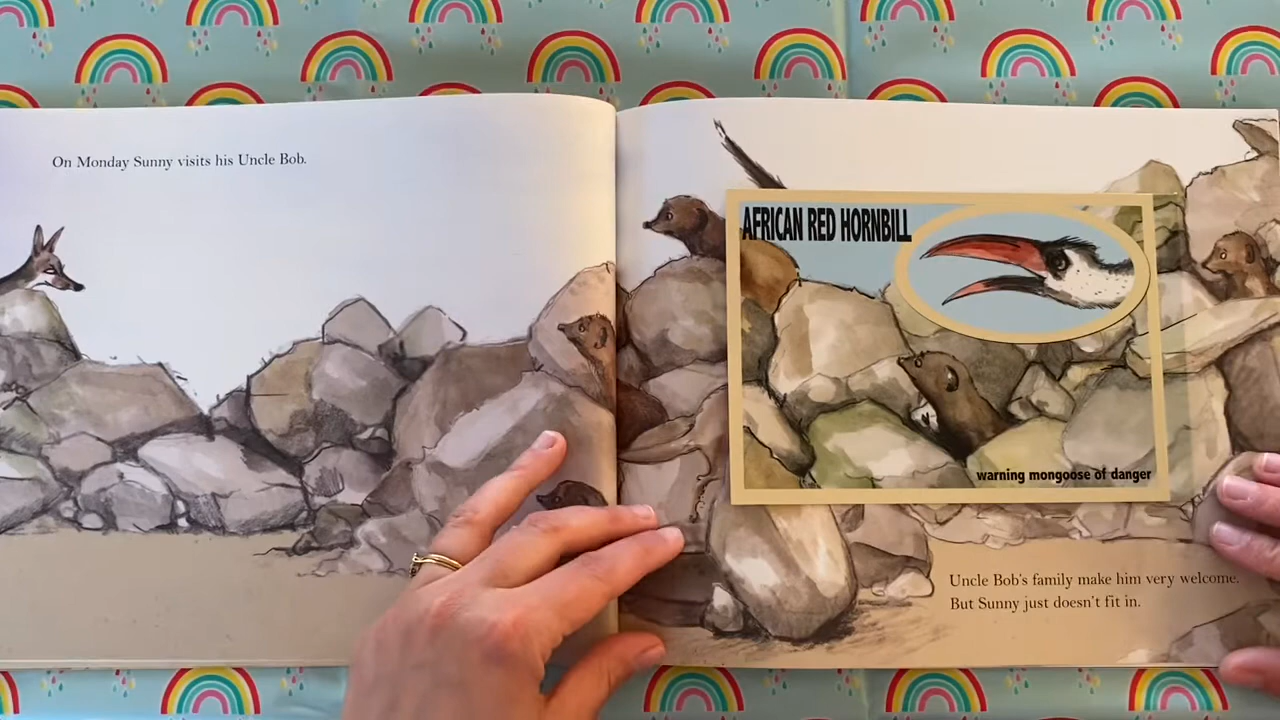 On Monday Sunny visits his Uncle Bob.
AFRICAN RED HORNBILL
warning mongoose of danger
Uncle Bob's family make him very welcome.
But Sunny just doesn't fit in.